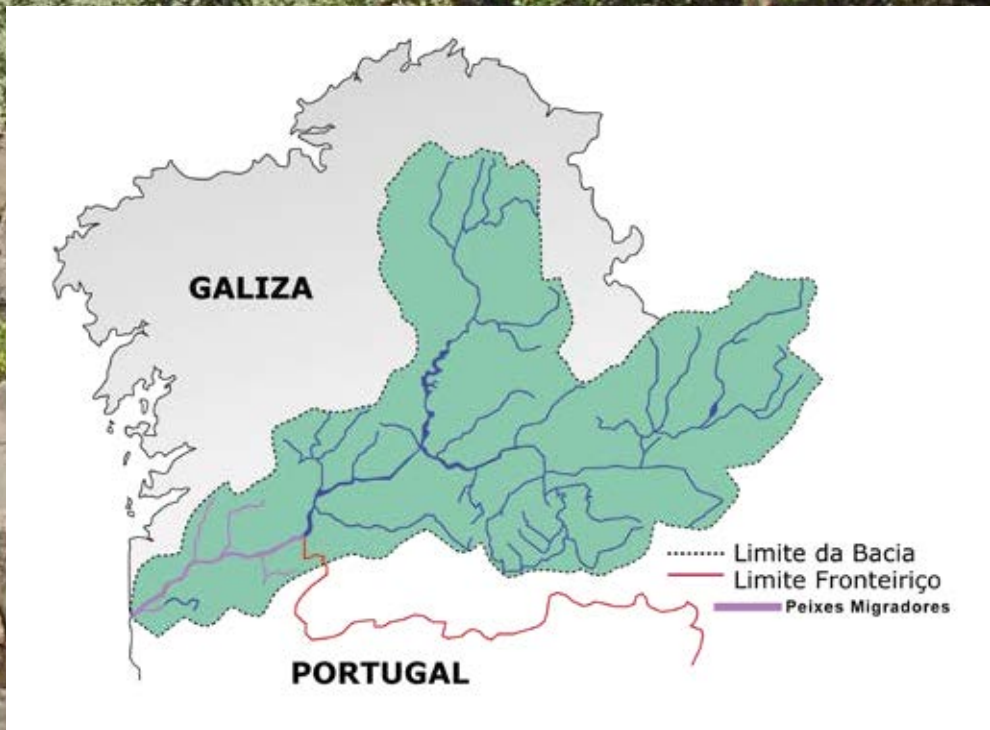 GALIZA
Limite da Bacia
Limite Fronteiriço
Peixes Migradores
PORTUGAL